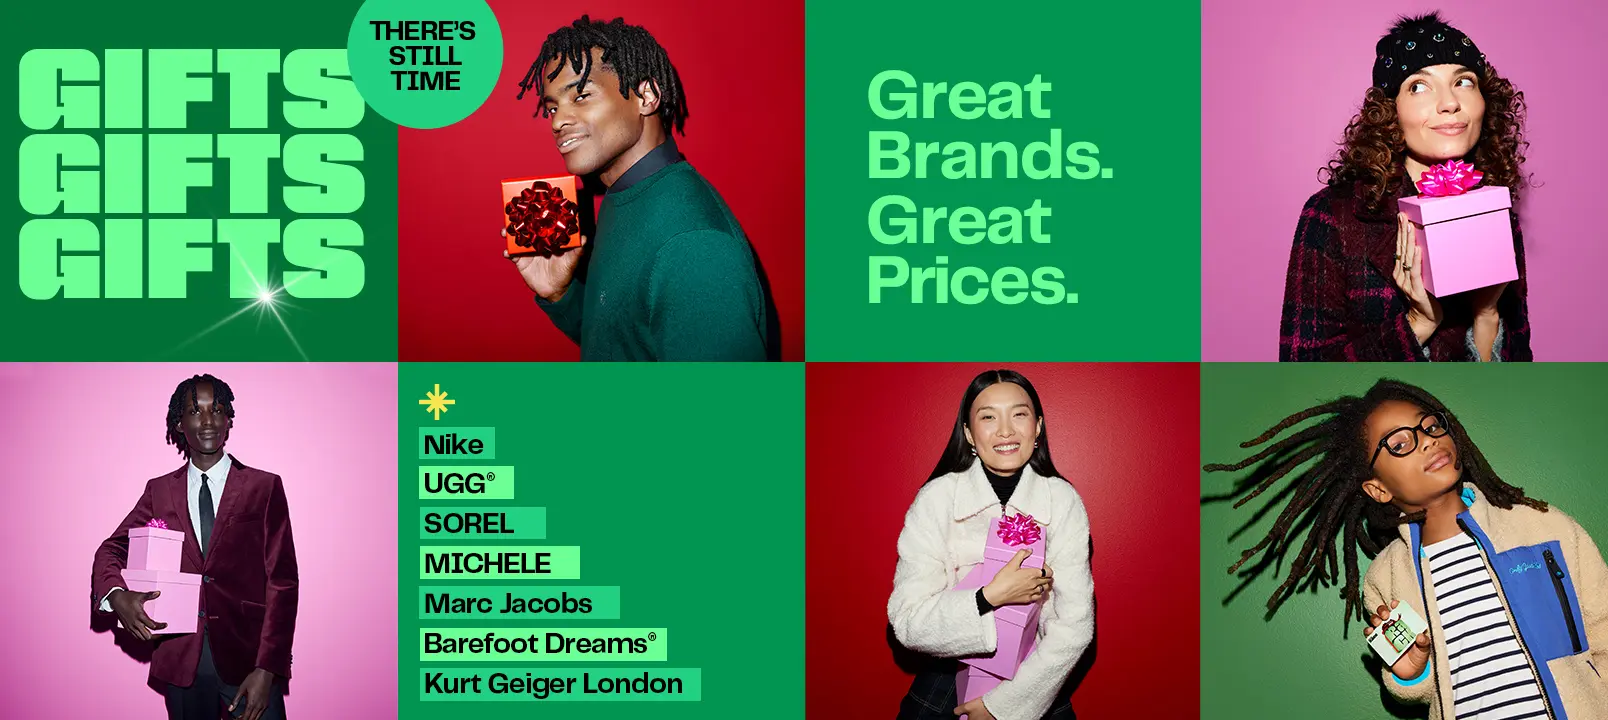 GIFTS
GIFTS
GIFTS
THERE'S
STILL
TIME
Great
Brands.
Great
Prices.
Nike
UGG®
SOREL
MICHELE
Marc Jacobs
Barefoot Dreams®
Kurt Geiger London